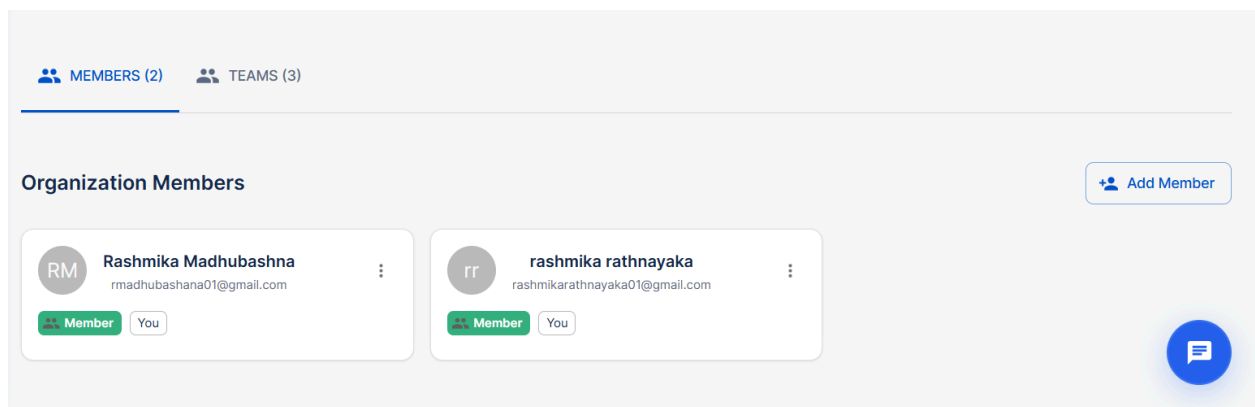 MEMBERS (2) TEAMS (3)
Organization Members
Add Member
RM Rashmika Madhubashna
rmadhubashana01@gmail.com
Member You
rr rashmika rathnayaka
rashmikarathnayaka01@gmail.com
Member You